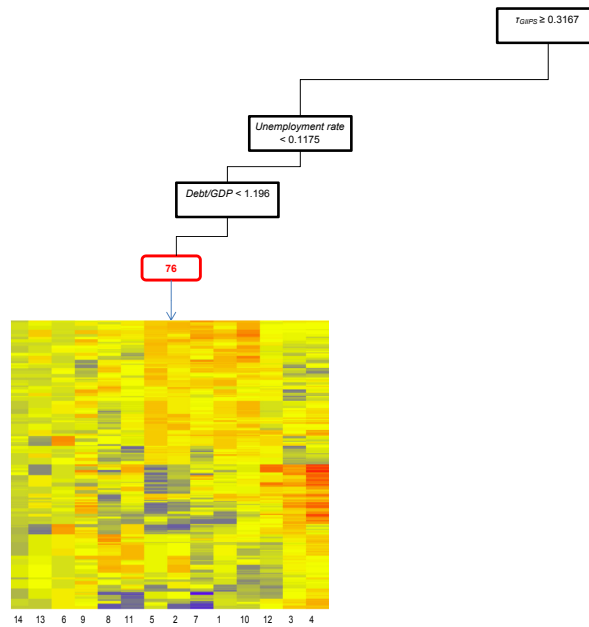 τGIIPS ≥ 0.3167
Unemployment rate
< 0.1175
Debt/GDP < 1.196
76
14 13 6 9 8 11 5 2 7 1 10 12 3 4